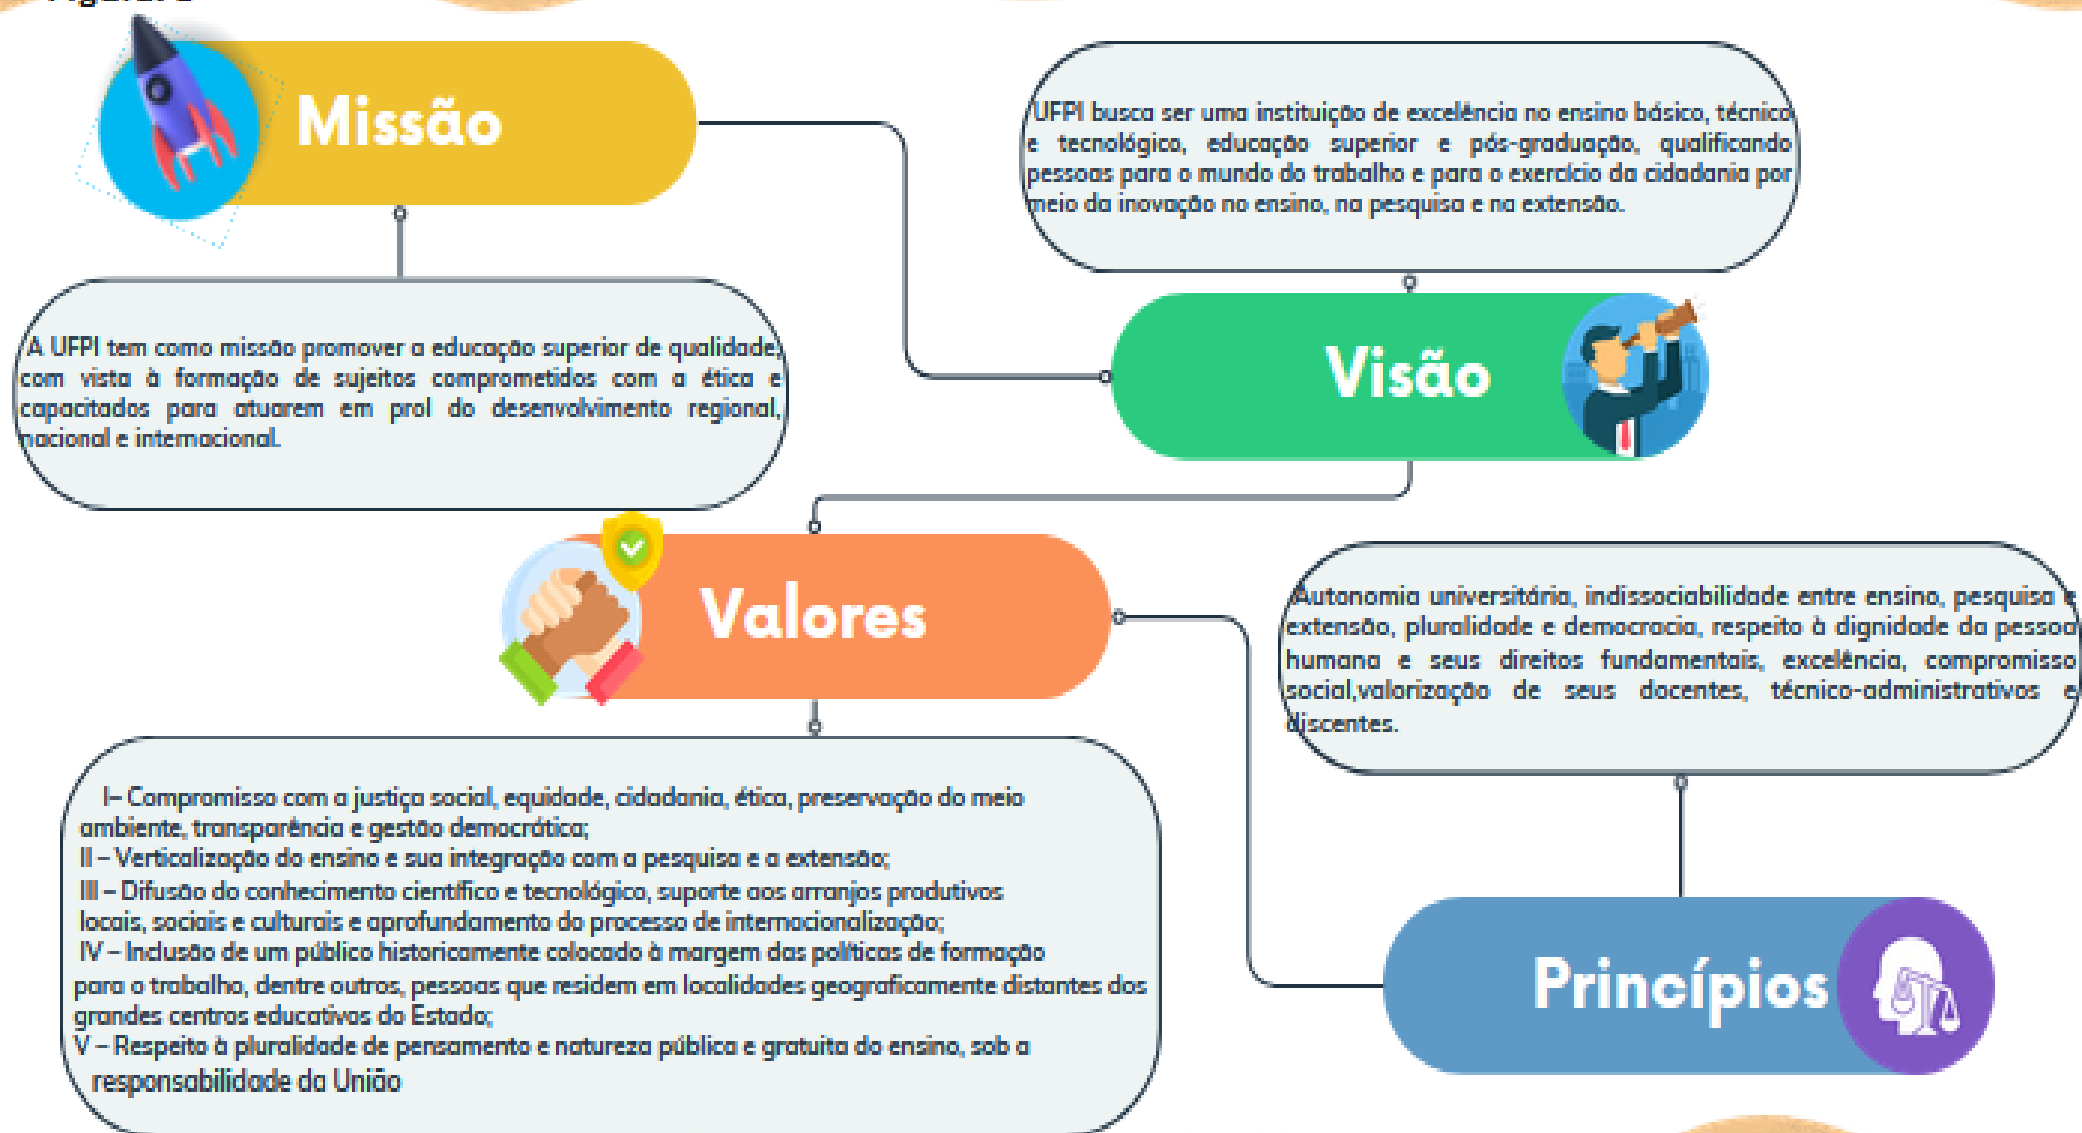 Missão
A UFPI tem como missão promover a educação superior de qualidade,
com vista à formação de sujeitos comprometidos com a ética e
capacitados para atuarem em prol do desenvolvimento regional,
nacional e internacional.
UFPI busca ser uma instituição de excelência no ensino básico, técnico
e tecnológico, educação superior e pós-graduação, qualificando
pessoas para o mundo do trabalho e para o exercício da cidadania por
meio da inovação no ensino, na pesquisa e na extensão.
Visão
Valores
I– Compromisso com a justiça social, equidade, cidadania, ética, preservação do meio
ambiente, transparência e gestão democrática;
II – Verticalização do ensino e sua integração com a pesquisa e a extensão;
III – Difusão do conhecimento científico e tecnológico, suporte aos arranjos produtivos
locais, sociais e culturais e aprofundamento do processo de internacionalização;
IV – Inclusão de um público historicamente colocado à margem das políticas de formação
para o trabalho, dentre outros, pessoas que residem em localidades geograficamente distantes dos
grandes centros educativos do Estado;
V – Respeito à pluralidade de pensamento e natureza pública e gratuita do ensino, sob a
responsabilidade da União
Autonomia universitária, indissociabilidade entre ensino, pesquisa e
extensão, pluralidade e democracia, respeito à dignidade da pessoa
humana e seus direitos fundamentais, excelência, compromisso
social,valorização de seus docentes, técnico-administrativos e
discentes.
Princípios